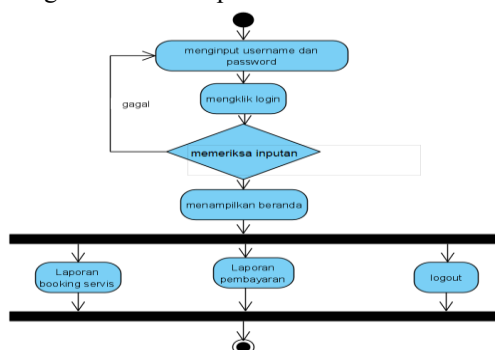 menginput username dan
password
mengklik login
gagal
memeriksa inputan
menampilkan beranda
Laporan
booking servis
Laporan
pembayaran
logout